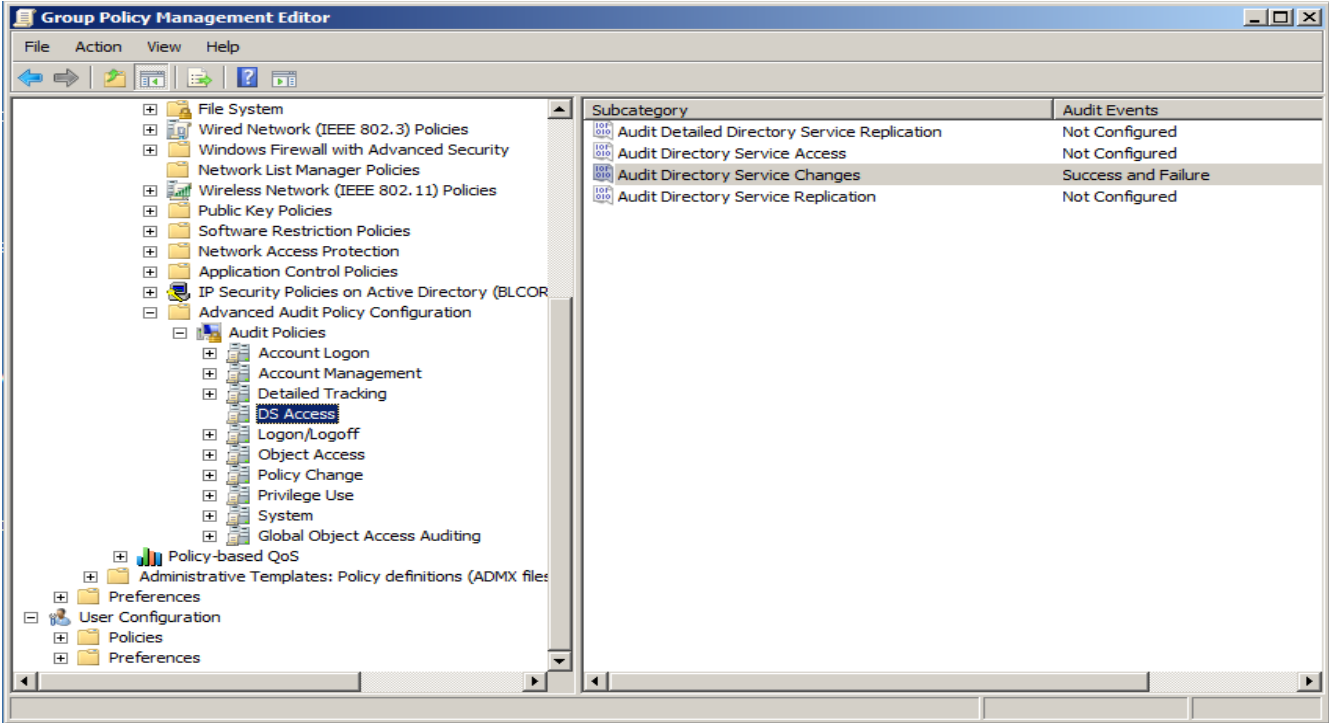 Group Policy Management Editor
File Action View Help
File System
Wired Network (IEEE 802.3) Policies
Windows Firewall with Advanced Security
Network List Manager Policies
Wireless Network (IEEE 802.11) Policies
Public Key Policies
Software Restriction Policies
Network Access Protection
Application Control Policies
IP Security Policies on Active Directory (BLCOR
Advanced Audit Policy Configuration
Audit Policies
Account Logon
Account Management
Detailed Tracking
DS Access
Logon/Logoff
Object Access
Policy Change
Privilege Use
System
Global Object Access Auditing
Policy-based QoS
Administrative Templates: Policy definitions (ADMX files
Preferences
User Configuration
Policies
Preferences
Subcategory Audit Events
Audit Detailed Directory Service Replication Not Configured
Audit Directory Service Access Not Configured
Audit Directory Service Changes Success and Failure
Audit Directory Service Replication Not Configured